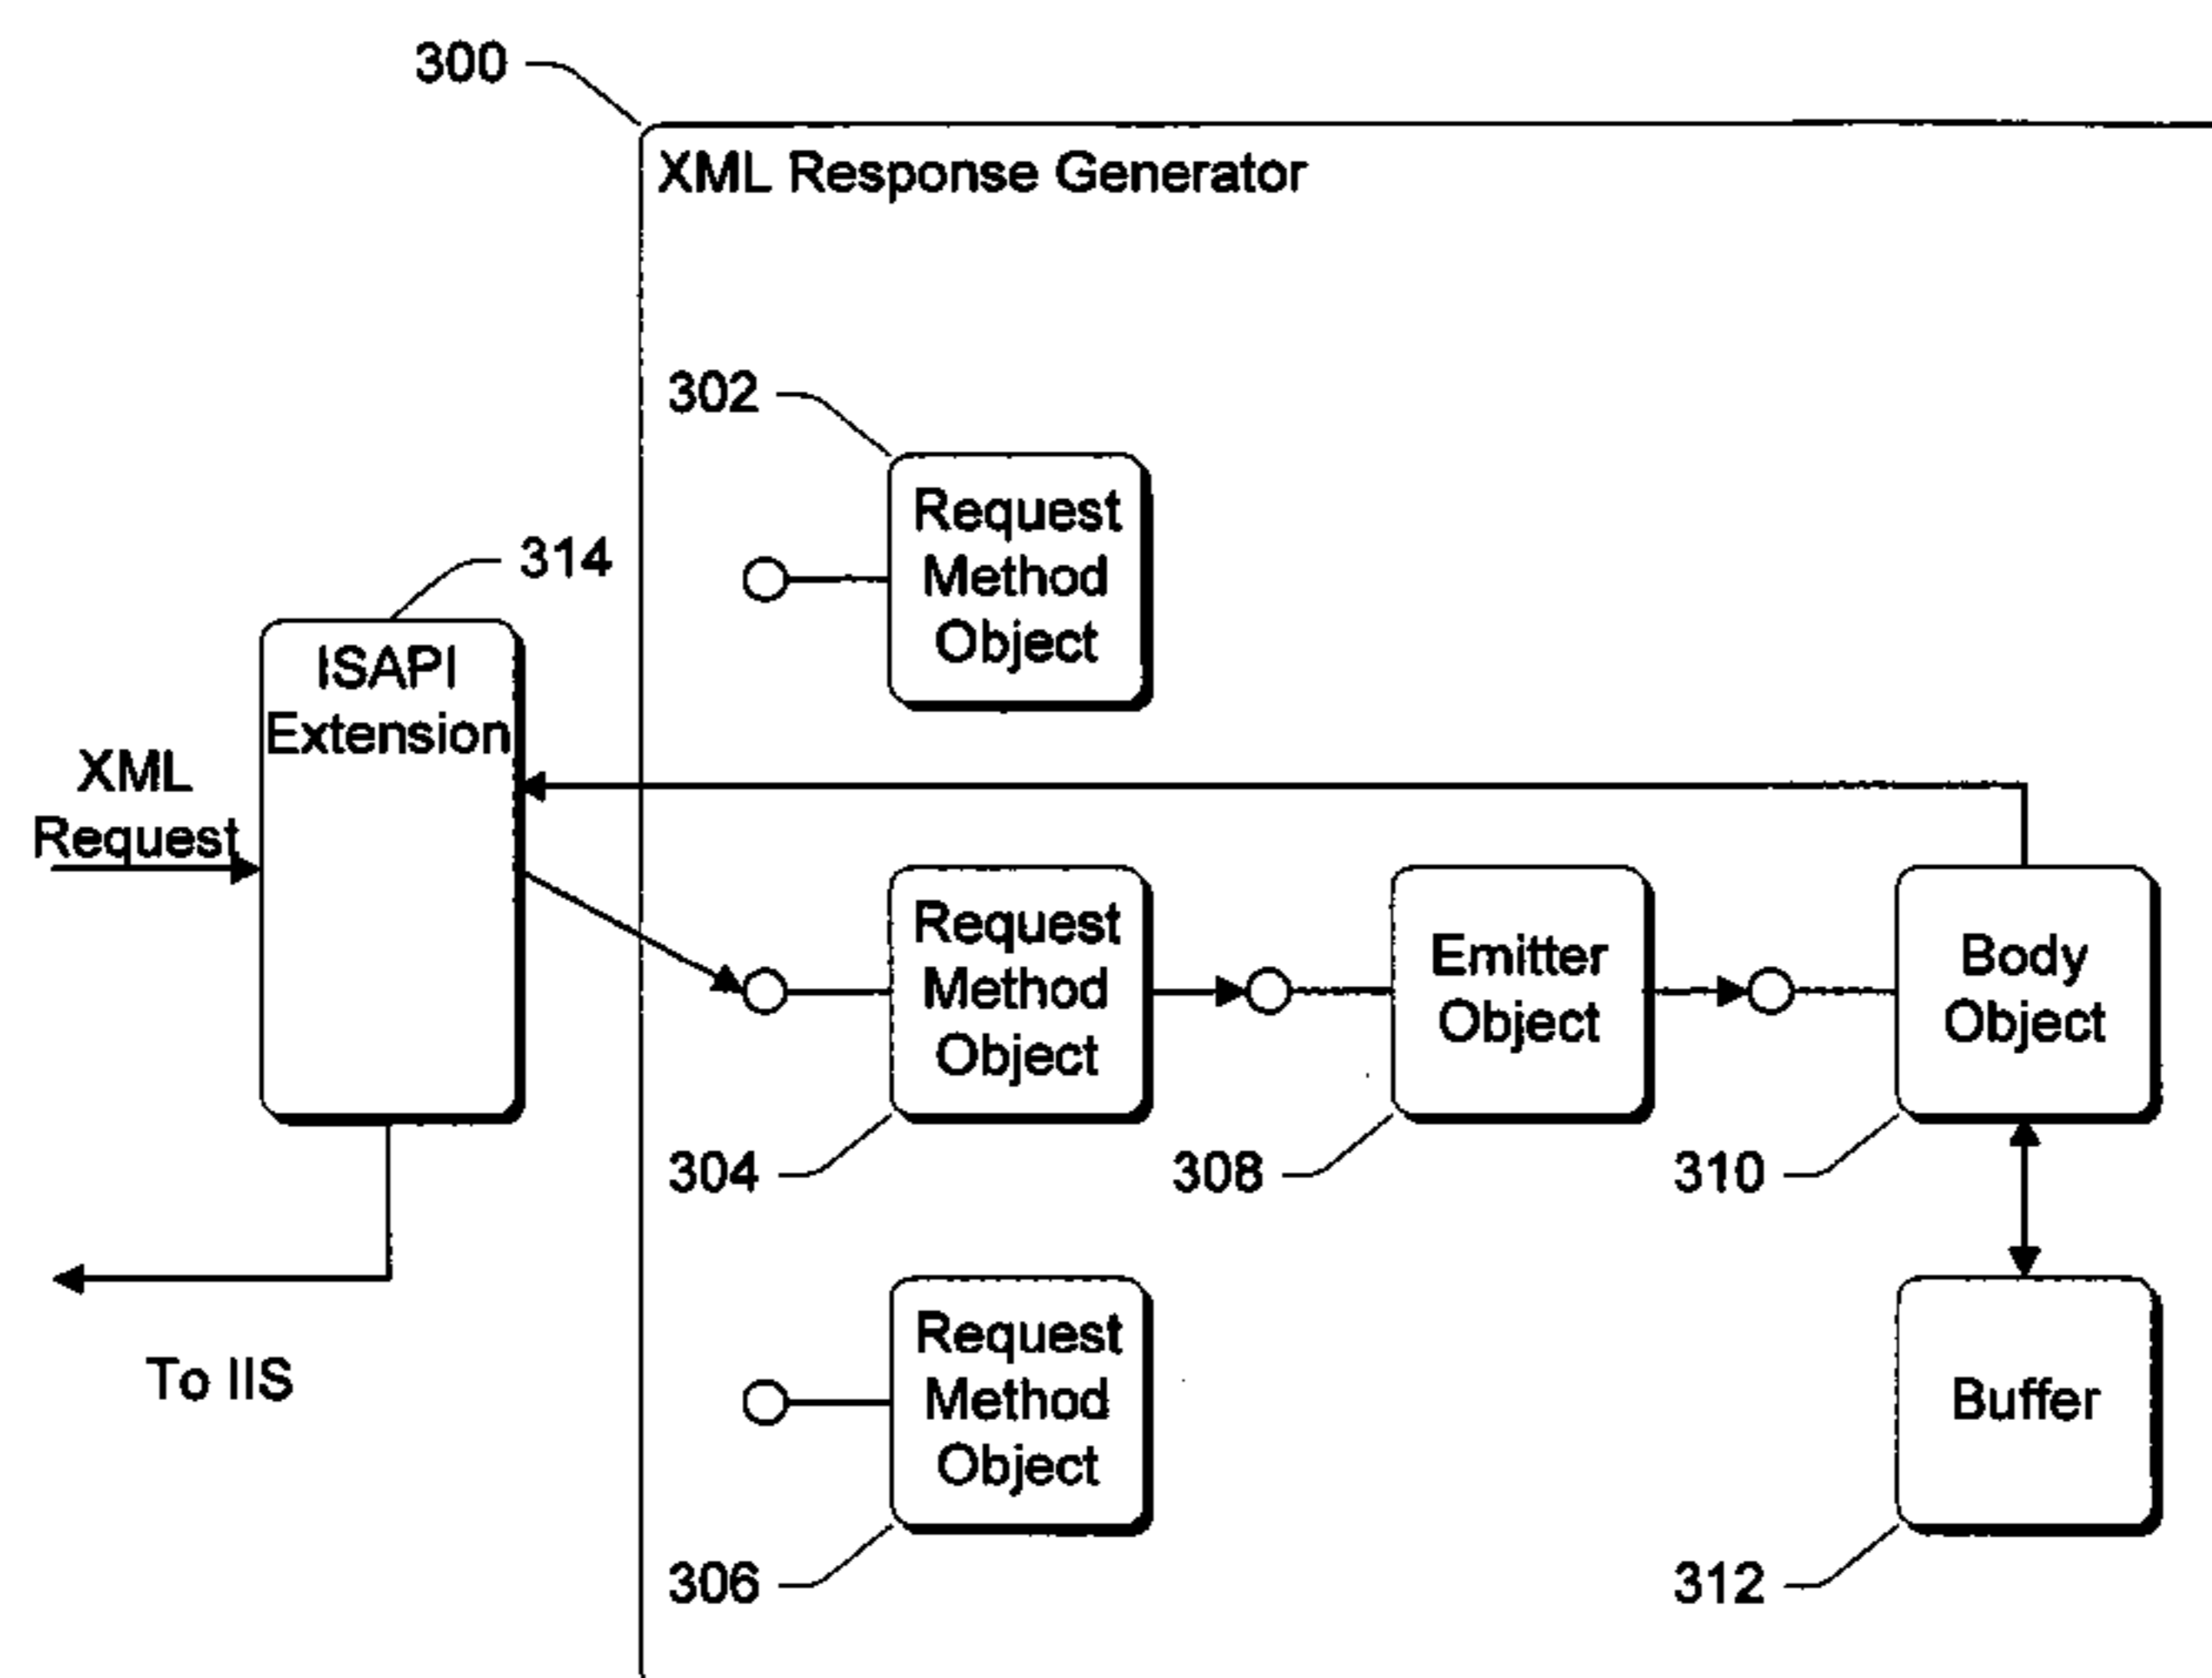 300
XML Response Generator
302
Request
Method
Object
314
ISAPI
Extension
XML
Request
Request
Method
Object
Emitter
Object
Body
Object
304
308
310
To IIS
Request
Method
Object
Buffer
306
312